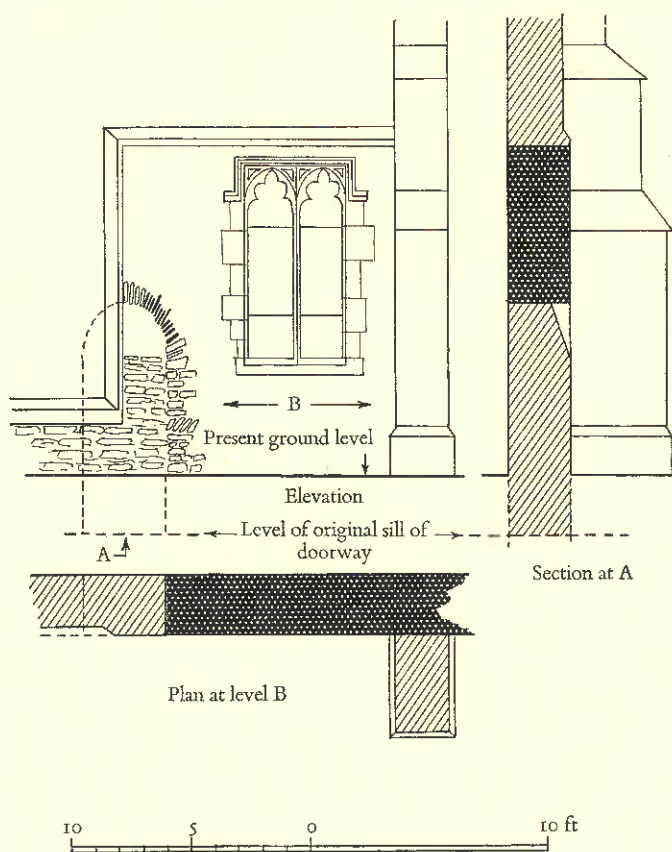 B
Present ground level
Elevation
Level of original sill of
doorway
A
Section at A
Plan at level B
10 5 0 10 ft